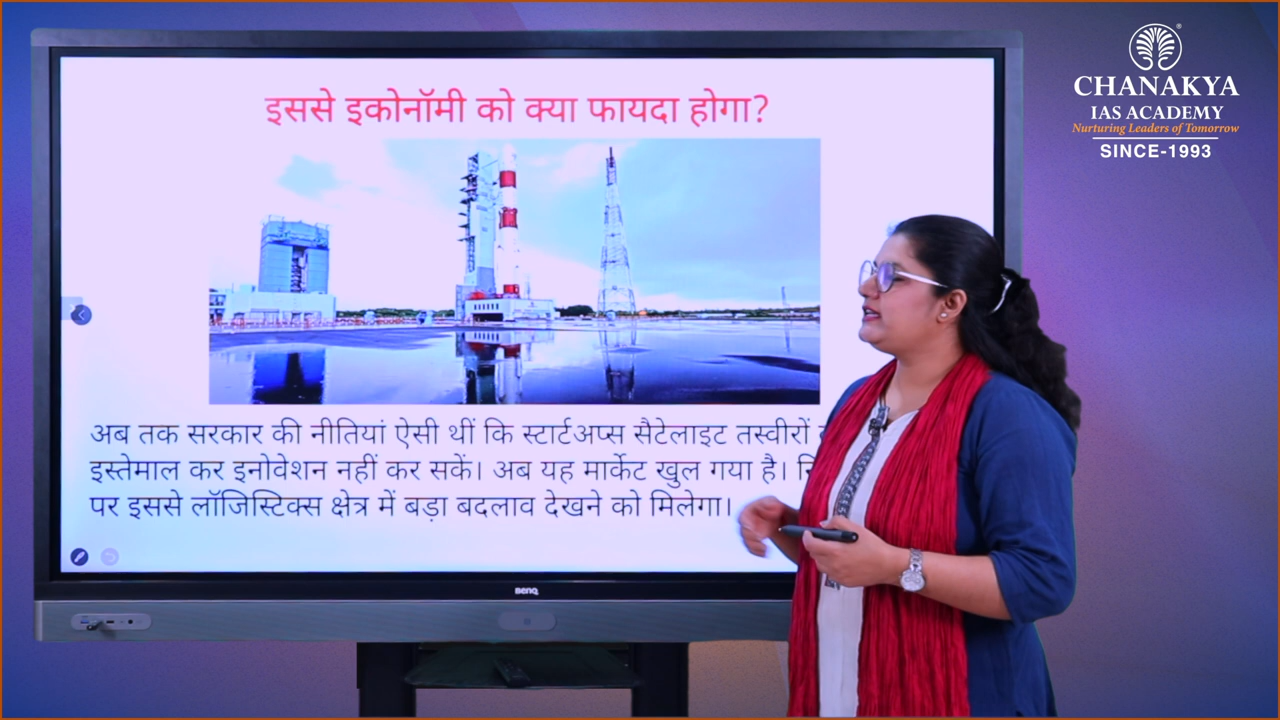 इससे इकोनॉमी को क्या फायदा होगा?
अब तक सरकार की नीतियां ऐसी थीं कि स्टार्टअप्स सैटेलाइट तस्वीरों
इस्तेमाल कर इनोवेशन नहीं कर सकें। अब यह मार्केट खुल गया है।
पर इससे लॉजिस्टिक्स क्षेत्र में बड़ा बदलाव देखने को मिलेगा।
BenQ
CHANAKYA
IAS ACADEMY
Nurturing Leaders of Tomorrow
SINCE-1993